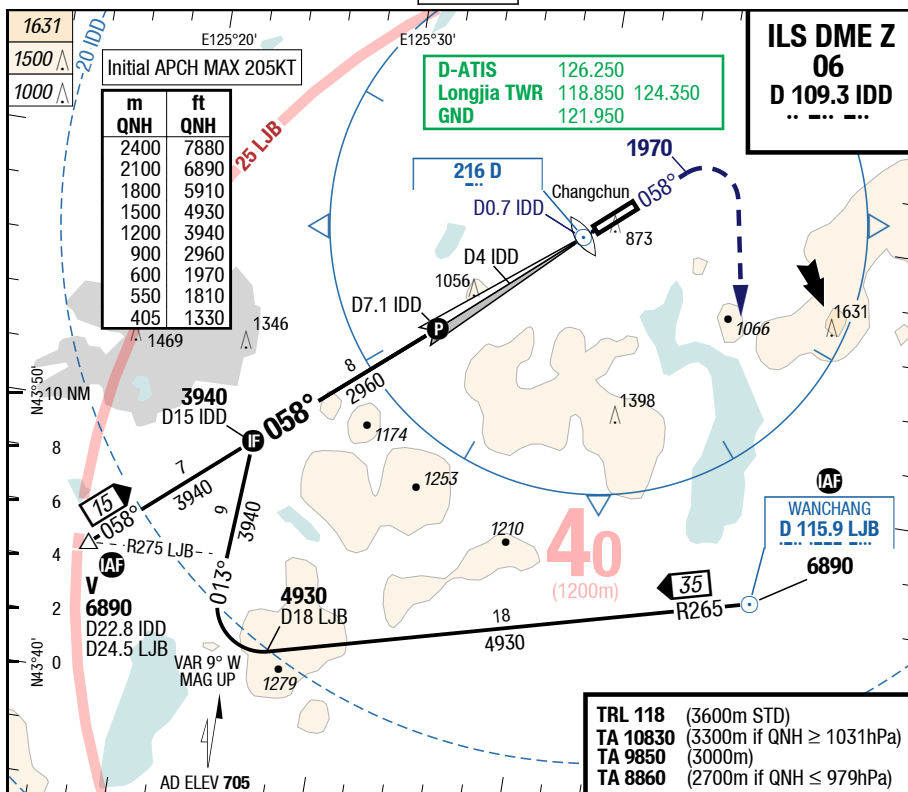 1631
1500
1000
20 IDD
E125°20'
E125°30'
Initial APCH MAX 205KT
m ft
QNH QNH
2400 7880
2100 6890
1800 5910
1500 4930
1200 3940
900 2960
600 1970
550 1810
405 1330
25 LJB
D-ATIS 126.250
Longjia TWR 118.850 124.350
GND 121.950
ILS DME Z
06
D 109.3 IDD
216 D
1970
Changchun
058°
D0.7 IDD
873
D4 IDD
1056
D7.1 IDD
P
1066
1631
1469
1346
N43°50'
10 NM
8
2960
3940
D15 IDD
058°
IF
1398
1174
8
7
3940
9
3940
1253
6
15
058°
IAF
WANCHANG
D 115.9 LJB
1210
40
(1200m)
R275 LJB
4
IAF
V
6890
D22.8 IDD
D24.5 LJB
013°
4930
D18 LJB
35
R265
6890
2
18
4930
N43°40'
0
VAR 9° W
MAG UP
1279
AD ELEV 705
TRL 118 (3600m STD)
TA 10830 (3300m if QNH ≥ 1031hPa)
TA 9850 (3000m)
TA 8860 (2700m if QNH ≤ 979hPa)